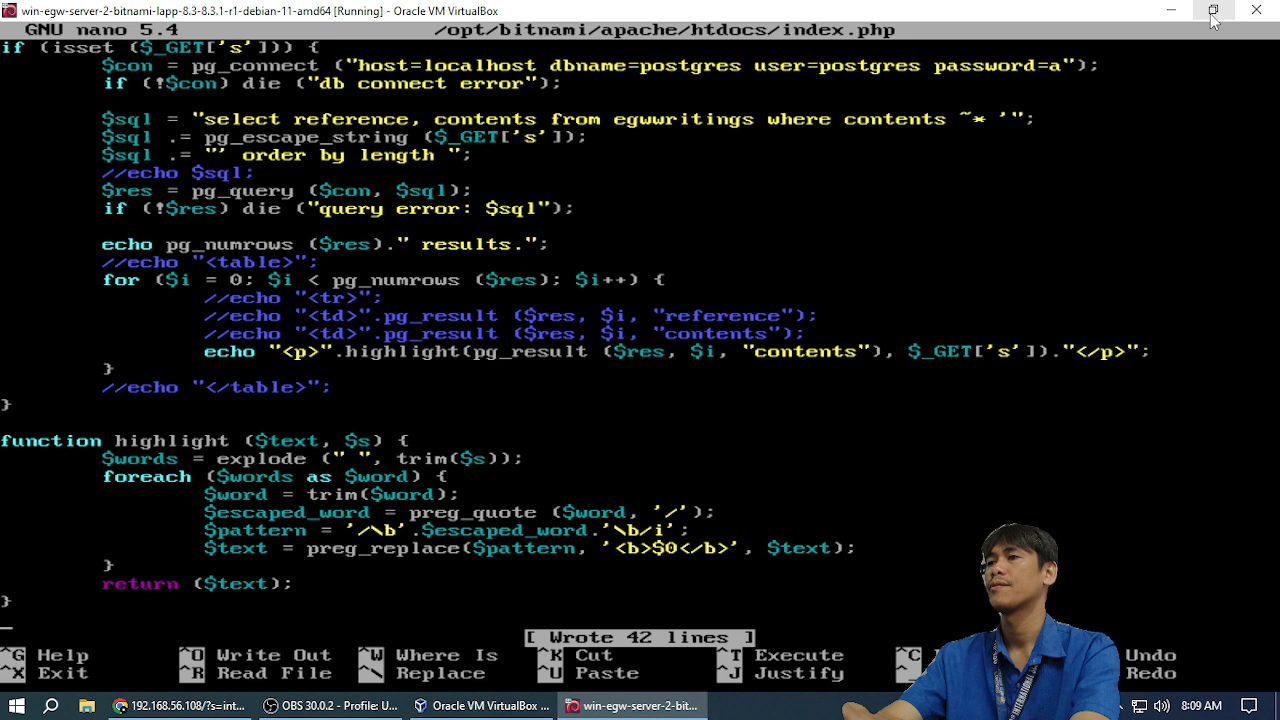 win-egw-server-2-bitnami-lapp-8.3-8.3.1-r1-debian-11-amd64 [Running] - Oracle VM VirtualBox
GNU nano 5.4 /opt/bitnami/apache/htdocs/index.php
if (isset ($_GET['s'])) {
$con = pg_connect ("host=localhost dbname=postgres user=postgres password=a");
if (!$con) die ("db connect error");
$sql = "select reference, contents from egwwritings where contents ~* '";
$sql .= pg_escape_string ($_GET['s']);
$sql .= "' order by length ";
//echo $sql;
$res = pg_query ($con, $sql);
if (!$res) die ("query error: $sql");
echo pg_numrows ($res)." results.";
//echo "<table>";
for ($i = 0; $i < pg_numrows ($res); $i++) {
//echo "<tr>";
//echo "<td>".pg_result ($res, $i, "reference");
//echo "<td>".pg_result ($res, $i, "contents");
echo "<p>".highlight(pg_result ($res, $i, "contents"), $_GET['s'])."</p>";
}
//echo "</table>";
}
function highlight ($text, $s) {
$words = explode (" ", trim($s));
foreach ($words as $word) {
$word = trim($word);
$escaped_word = preg_quote ($word, '/');
$pattern = '/\b'.$escaped_word.'\b/i';
$text = preg_replace($pattern, '<b>$0</b>', $text);
}
return ($text);
}
[ Wrote 42 lines ]
^G Help ^O Write Out ^W Where Is ^K Cut ^T Execute ^C Undo
^X Exit ^R Read File ^\ Replace ^U Paste ^J Justify ^_ Redo
192.168.56.108/?s=int... OBS 30.0.2 - Profile: U... Oracle VM VirtualBox ... win-egw-server-2-bit... 8:09 AM